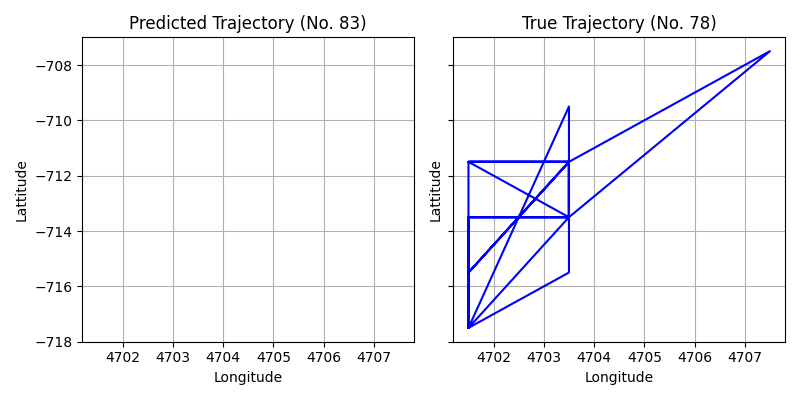 Predicted Trajectory (No. 83)
−708
−710
−712
−714
−716
−718
4702 4703 4704 4705 4706 4707
Lattitude
Longitude
True Trajectory (No. 78)
4702 4703 4704 4705 4706 4707
Lattitude
Longitude